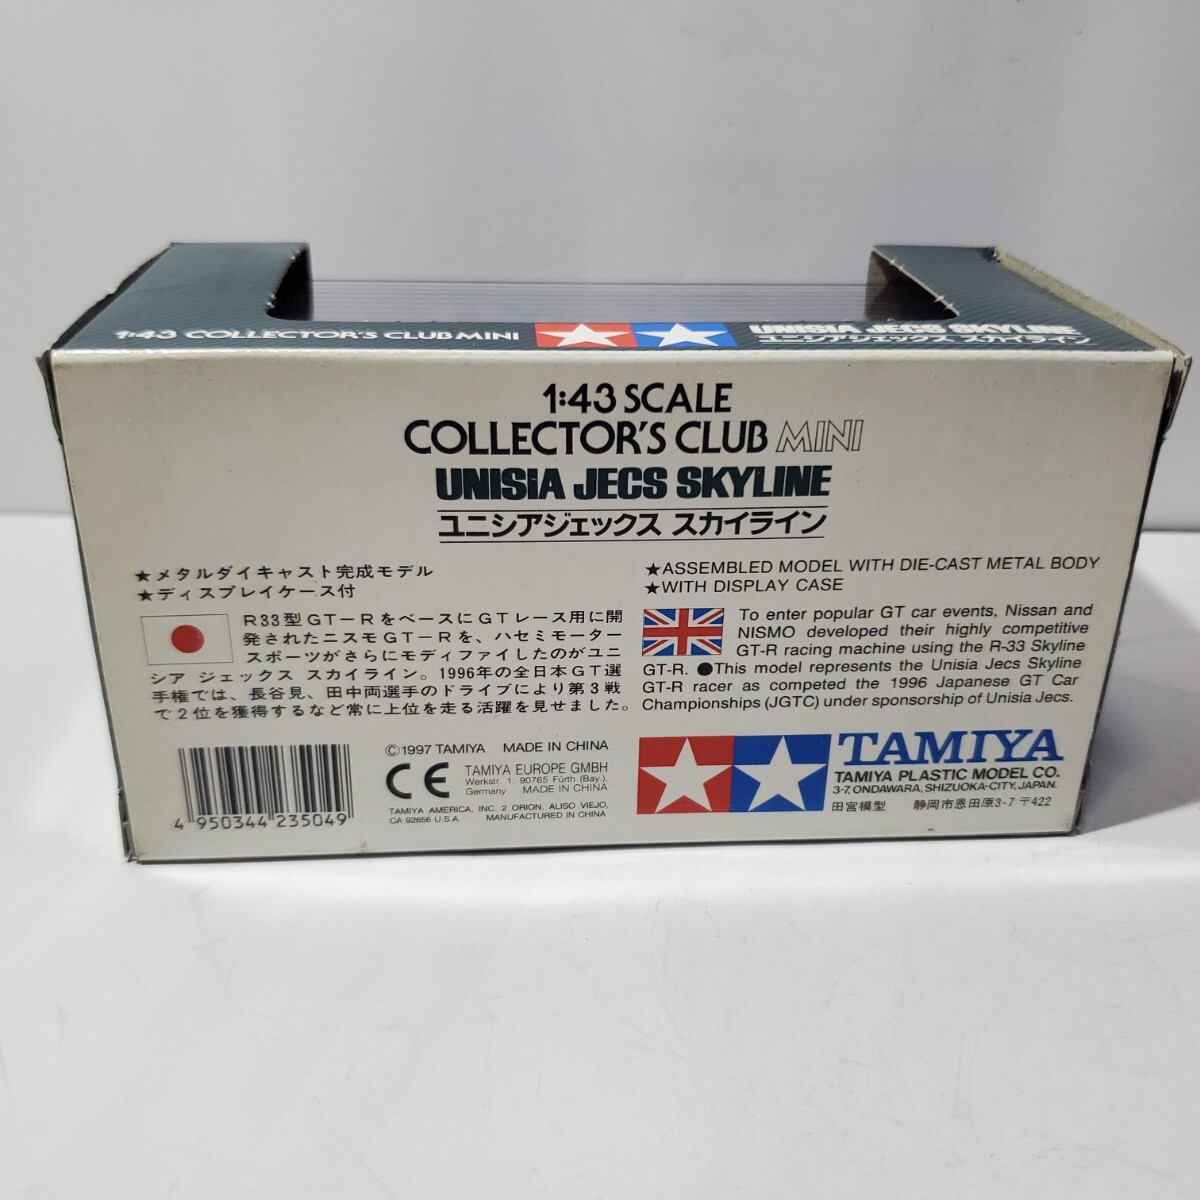 1:43 COLLECTOR'S CLUB MINI
UNISIA JECS SKYLINE
ユニシアジェックス スカイライン
1:43 SCALE
COLLECTOR'S CLUB MINI
UNISIA JECS SKYLINE
ユニシアジェックス スカイライン
★メタルダイキャスト完成モデル
★ディスプレイケース付
R33型GT-RをベースにGTレース用に開
発されたニスモGT-Rを、ハセミモーター
スポーツがさらにモディファイしたのがユニ
シア ジェックス スカイライン。1996年の全日本GT選
手権では、長谷見、田中両選手のドライブにより第3戦
で2位を獲得するなど常に上位を走る活躍を見せました。
★ASSEMBLED MODEL WITH DIE-CAST METAL BODY
★WITH DISPLAY CASE
To enter popular GT car events, Nissan and
NISMO developed their highly competitive
GT-R racing machine using the R-33 Skyline
GT-R. ●This model represents the Unisia Jecs Skyline
GT-R racer as competed the 1996 Japanese GT Car
Championships (JGTC) under sponsorship of Unisia Jecs.
4 950344 235049
©1997 TAMIYA MADE IN CHINA
CE
TAMIYA EUROPE GMBH
Werkstr. 1. 90765 Fürth (Bay.)
Germany MADE IN CHINA
TAMIYA AMERICA, INC. 2 ORION, ALISO VIEJO,
CA 92656 U.S.A. MANUFACTURED IN CHINA
TAMIYA
TAMIYA PLASTIC MODEL CO.
3-7, ONDAWARA, SHIZUOKA-CITY, JAPAN.
田宮模型 静岡市恩田原3-7 〒422